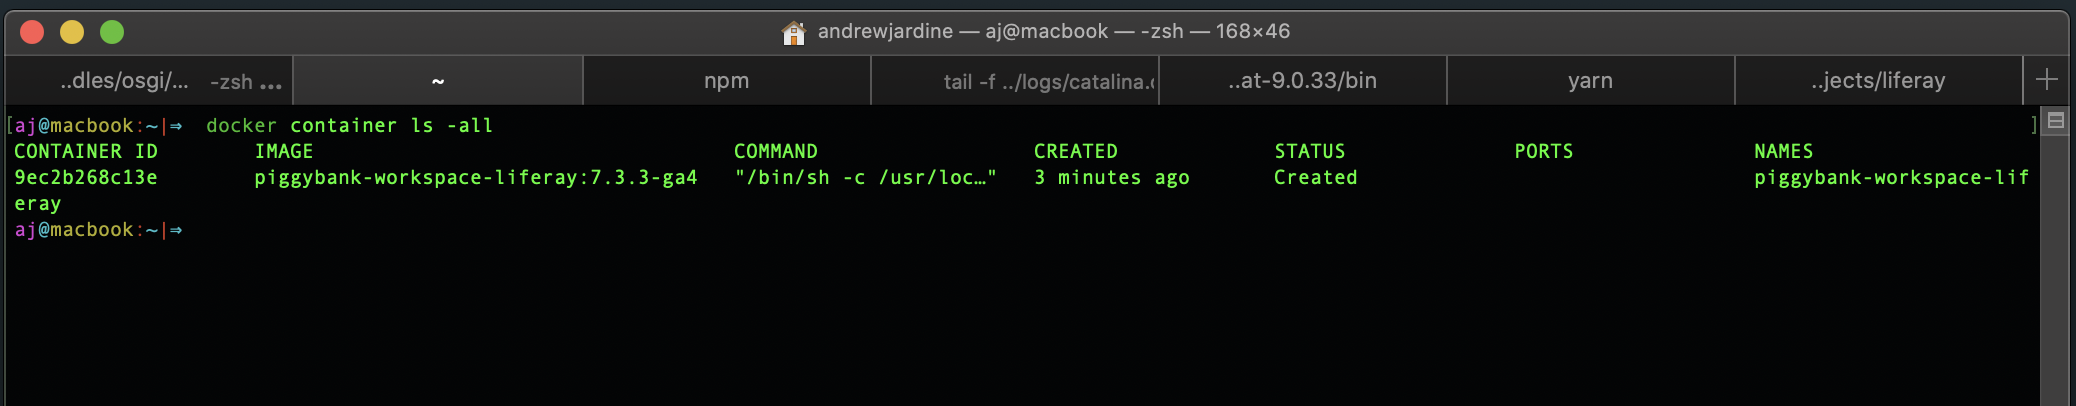 andrewjardine — aj@macbook — -zsh — 168×46
..dles/osgi/... -zsh ... ~ npm tail -f ../logs/catalina. ..at-9.0.33/bin yarn ..jects/liferay +
[aj@macbook:~|⇒  docker container ls -all ]
CONTAINER ID IMAGE COMMAND CREATED STATUS PORTS NAMES
9ec2b268c13e piggybank-workspace-liferay:7.3.3-ga4 "/bin/sh -c /usr/loc…" 3 minutes ago Created piggybank-workspace-lif
eray
aj@macbook:~|⇒